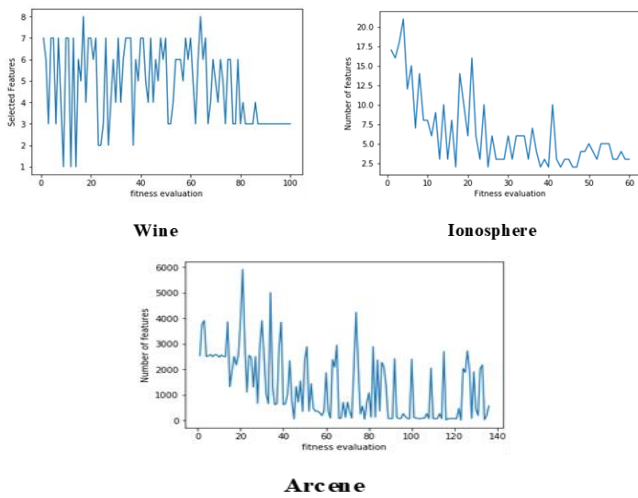 8
7
6
5
4
3
2
1
Selected Features
0 20 40 60 80 100
fitness evaluation
Wine
20.0
17.5
15.0
12.5
10.0
7.5
5.0
2.5
Number of features
0 10 20 30 40 50 60
Fitness evaluation
Ionosphere
6000
5000
4000
3000
2000
1000
0
Number of features
0 20 40 60 80 100 120 140
fitness evaluation
Arcene